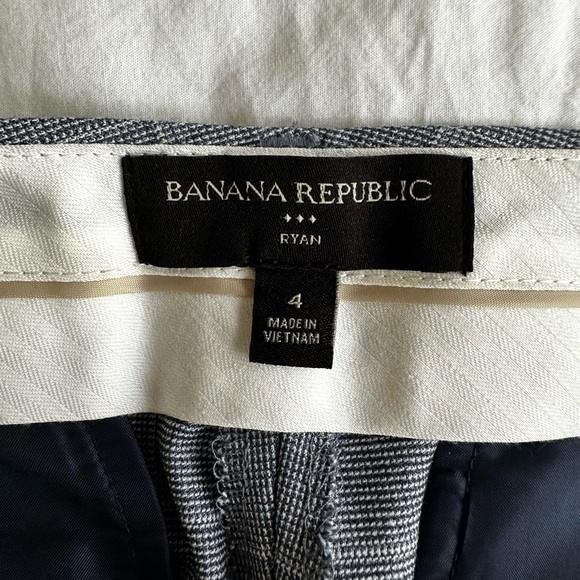 BANANA REPUBLIC
RYAN
4
MADE IN
VIETNAM